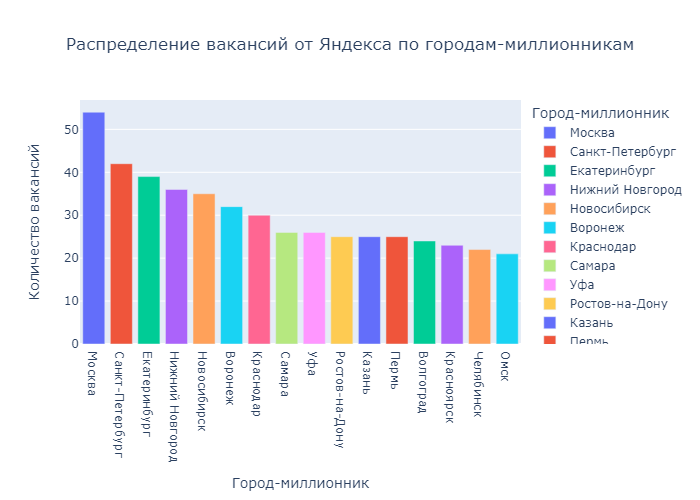 Распределение вакансий от Яндекса по городам-миллионникам
Количество вакансий
50
40
30
20
10
0
Москва
Санкт-Петербург
Екатеринбург
Нижний Новгород
Новосибирск
Воронеж
Краснодар
Самара
Уфа
Ростов-на-Дону
Казань
Пермь
Волгоград
Красноярск
Челябинск
Омск
Город-миллионник
Город-миллионник
Москва
Санкт-Петербург
Екатеринбург
Нижний Новгород
Новосибирск
Воронеж
Краснодар
Самара
Уфа
Ростов-на-Дону
Казань
Пермь